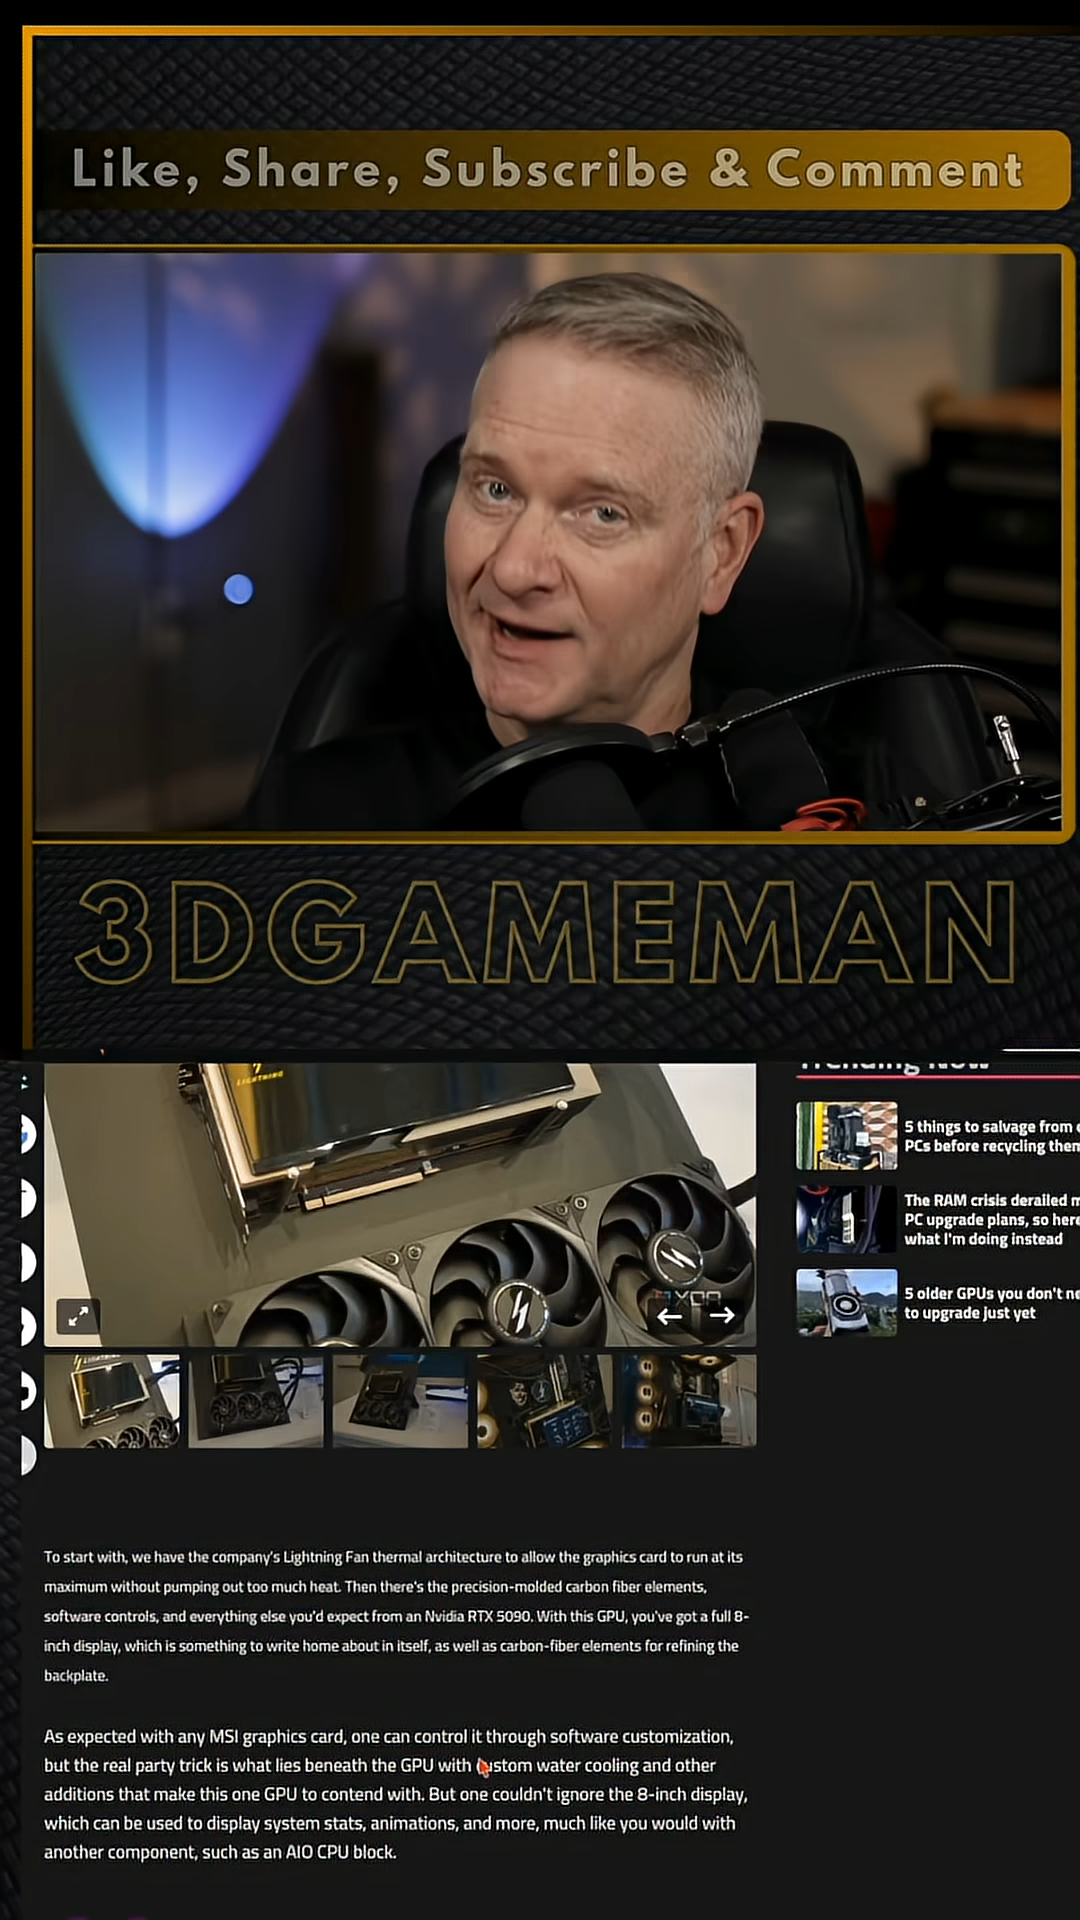 Like, Share, Subscribe & Comment
3DGAMEMAN
LIGHTNING
Trending Now
5 things to salvage from
PCs before recycling them
The RAM crisis derailed
PC upgrade plans, so here
what I'm doing instead
5 older GPUs you don't
to upgrade just yet
To start with, we have the company's Lightning Fan thermal architecture to allow the graphics card to run at its
maximum without pumping out too much heat. Then there's the precision-molded carbon fiber elements,
software controls, and everything else you'd expect from an Nvidia RTX 5090. With this GPU, you've got a full 8-
inch display, which is something to write home about in itself, as well as carbon-fiber elements for refining the
backplate.
As expected with any MSI graphics card, one can control it through software customization,
but the real party trick is what lies beneath the GPU with custom water cooling and other
additions that make this one GPU to contend with. But one couldn't ignore the 8-inch display,
which can be used to display system stats, animations, and more, much like you would with
another component, such as an AIO CPU block.